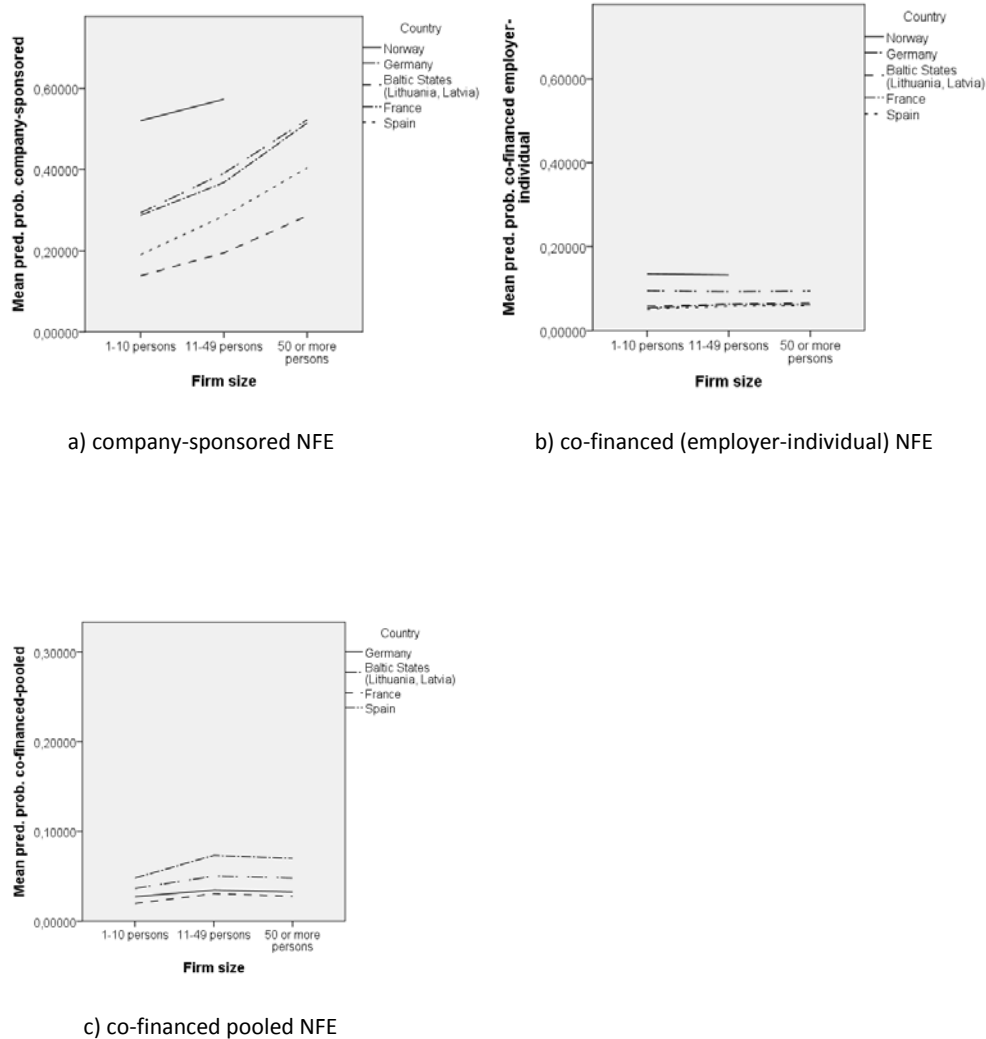 Country
Norway
Germany
Baltic States
(Lithuania, Latvia)
France
Spain
Mean pred. prob. company-sponsored
0,60000
0,40000
0,20000
0,00000
1-10 persons 11-49 persons 50 or more
persons
Firm size
a) company-sponsored NFE
Country
Norway
Germany
Baltic States
(Lithuania, Latvia)
France
Spain
Mean pred. prob. co-financed employer-
individual
0,60000
0,40000
0,20000
0,00000
1-10 persons 11-49 persons 50 or more
persons
Firm size
b) co-financed (employer-individual) NFE
Country
Germany
Baltic States
(Lithuania, Latvia)
France
Spain
Mean pred. prob. co-financed-pooled
0,30000
0,20000
0,10000
0,00000
1-10 persons 11-49 persons 50 or more
persons
Firm size
c) co-financed pooled NFE